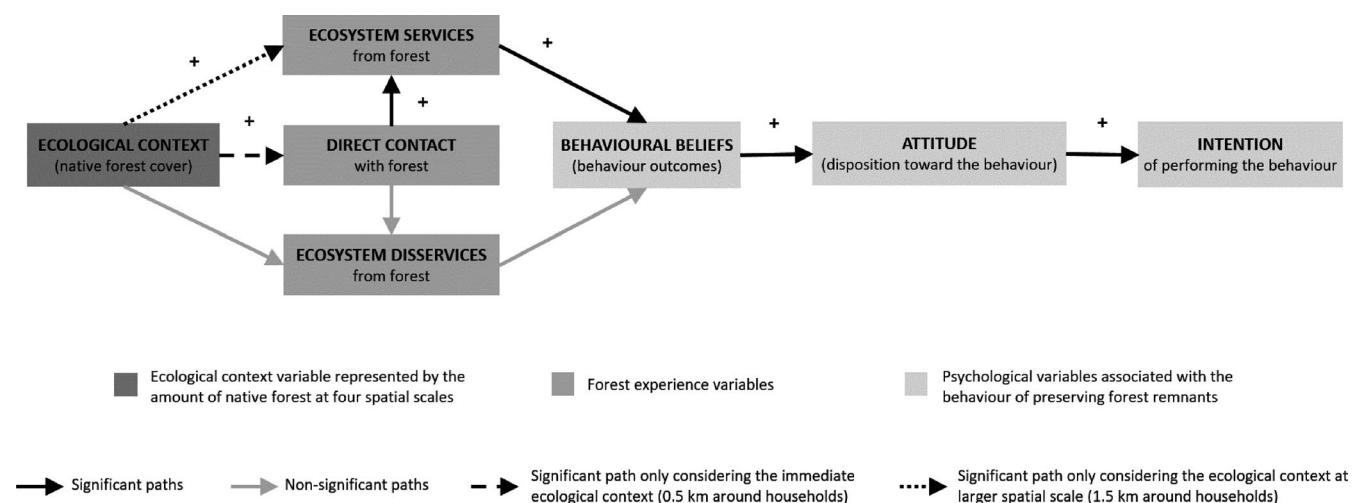 ECOSYSTEM SERVICES
from forest
+
+
+
+
ECOLOGICAL CONTEXT
(native forest cover)
DIRECT CONTACT
with forest
BEHAVIOURAL BELIEFS
(behaviour outcomes)
+
ATTITUDE
(disposition toward the behaviour)
+
INTENTION
of performing the behaviour
ECOSYSTEM DISSERVICES
from forest
Ecological context variable represented by the
amount of native forest at four spatial scales
Forest experience variables
Psychological variables associated with the
behaviour of preserving forest remnants
Significant paths
Non-significant paths
Significant path only considering the immediate
ecological context (0.5 km around households)
Significant path only considering the ecological context at
larger spatial scale (1.5 km around households)